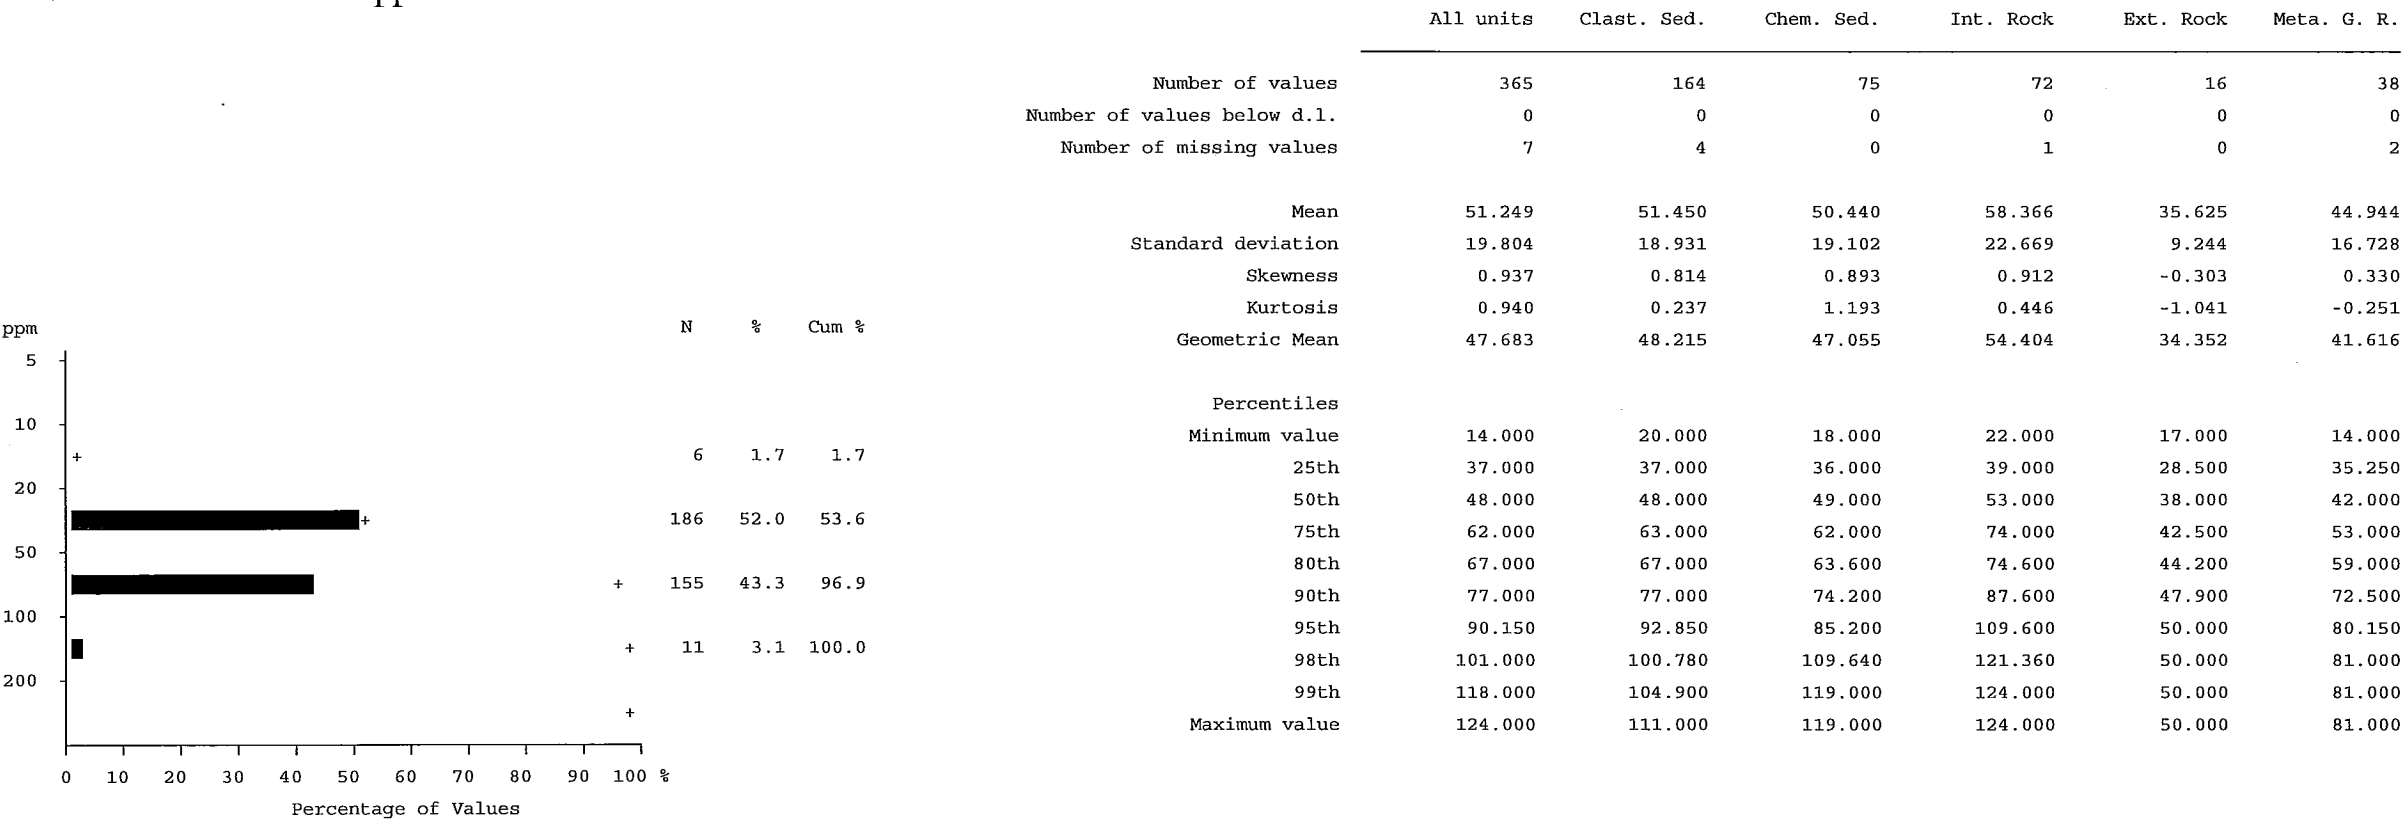 All units Clast. Sed. Chem. Sed. Int. Rock Ext. Rock Meta. G. R.
Number of values 365 164 75 72 16 38
Number of values below d.l. 0 0 0 0 0 0
Number of missing values 7 4 0 1 0 2
Mean 51.249 51.450 50.440 58.366 35.625 44.944
Standard deviation 19.804 18.931 19.102 22.669 9.244 16.728
Skewness 0.937 0.814 0.893 0.912 -0.303 0.330
Kurtosis 0.940 0.237 1.193 0.446 -1.041 -0.251
Geometric Mean 47.683 48.215 47.055 54.404 34.352 41.616
Percentiles
Minimum value 14.000 20.000 18.000 22.000 17.000 14.000
25th 37.000 37.000 36.000 39.000 28.500 35.250
50th 48.000 48.000 49.000 53.000 38.000 42.000
75th 62.000 63.000 62.000 74.000 42.500 53.000
80th 67.000 67.000 63.600 74.600 44.200 59.000
90th 77.000 77.000 74.200 87.600 47.900 72.500
95th 90.150 92.850 85.200 109.600 50.000 80.150
98th 101.000 100.780 109.640 121.360 50.000 81.000
99th 118.000 104.900 119.000 124.000 50.000 81.000
Maximum value 124.000 111.000 119.000 124.000 50.000 81.000
ppm N % Cum %
5
10
+ 6 1.7 1.7
20
+ 186 52.0 53.6
50
+ 155 43.3 96.9
100
+ 11 3.1 100.0
200
+
0 10 20 30 40 50 60 70 80 90 100 %
Percentage of Values